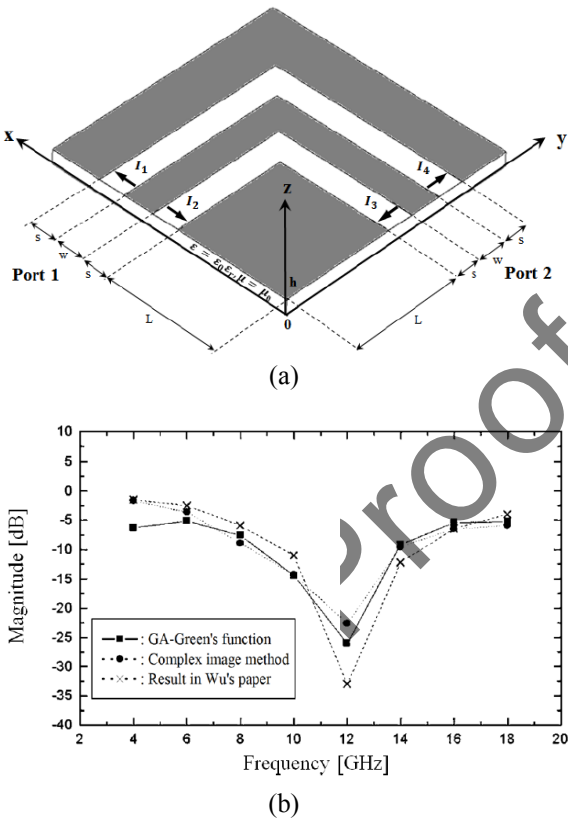 x
y
z
I₁
I₄
I₂
I₃
s
w
s
L
Port 1
ε = ε₀εᵣ, μ = μ₀
h
0
s
w
s
L
Port 2
(a)
Proof
10
5
0
-5
-10
-15
-20
-25
-30
-35
-40
Magnitude [dB]
: GA-Green's function
: Complex image method
: Result in Wu's paper
2 4 6 8 10 12 14 16 18 20
Frequency [GHz]
(b)